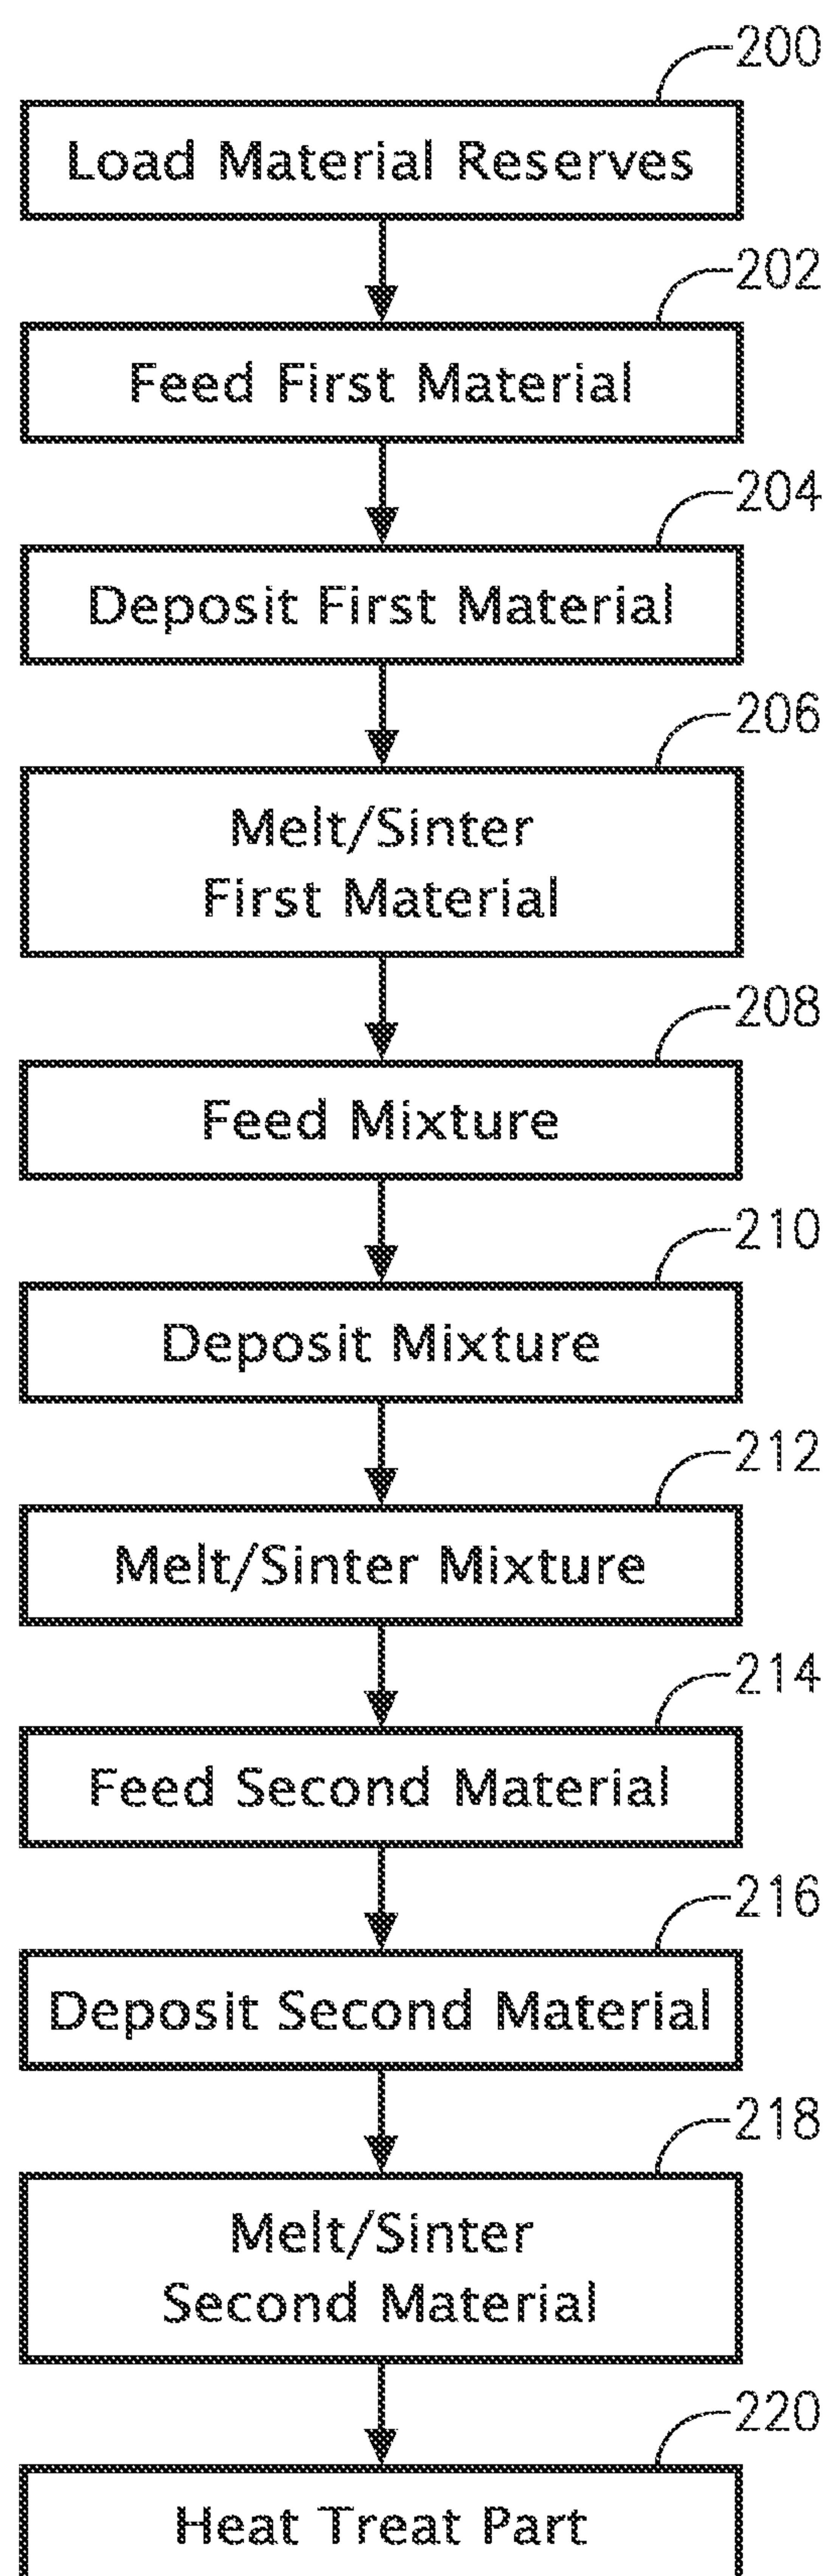 200
Load Material Reserves
202
Feed First Material
204
Deposit First Material
206
Melt/Sinter
First Material
208
Feed Mixture
210
Deposit Mixture
212
Melt/Sinter Mixture
214
Feed Second Material
216
Deposit Second Material
218
Melt/Sinter
Second Material
220
Heat Treat Part